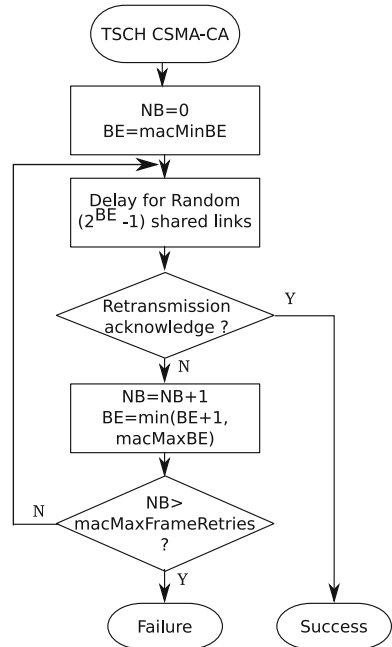 TSCH CSMA-CA
NB=0
BE=macMinBE
Delay for Random
(2^BE -1) shared links
Retransmission
acknowledge ?
Y
N
NB=NB+1
BE=min(BE+1,
macMaxBE)
NB>
macMaxFrameRetries
?
N
Y
Failure
Success